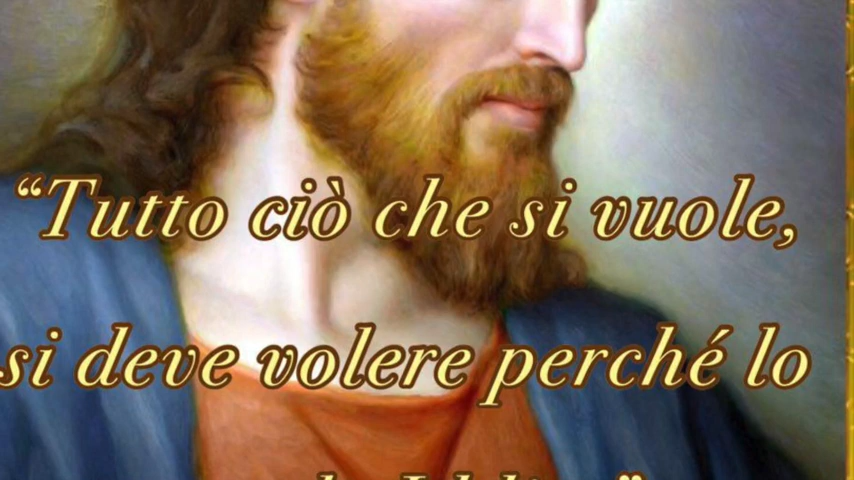 “Tutto ciò che si vuole,
si deve volere perché lo